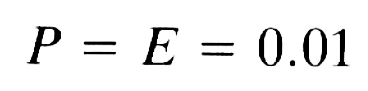 P = E = 0.01